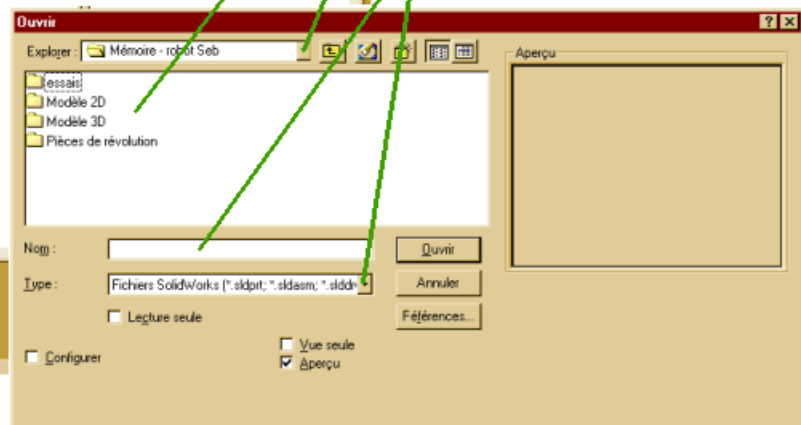 Ouvrir
Explorer : Mémoire - robot Seb
Aperçu
essais
Modèle 2D
Modèle 3D
Pièces de révolution
Nom :
Ouvrir
Type : Fichiers SolidWorks (*.sldprt; *.sldasm; *.slddr
Annuler
Lecture seule
Férérences...
Vue seule
Configurer
Aperçu